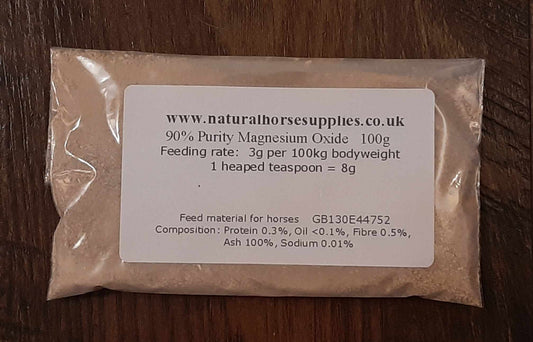 www.naturalhorsesupplies.co.uk
90% Purity Magnesium Oxide 100g
Feeding rate: 3g per 100kg bodyweight
1 heaped teaspoon = 8g
Feed material for horses GB130E44752
Composition: Protein 0.3%, Oil <0.1%, Fibre 0.5%,
Ash 100%, Sodium 0.01%